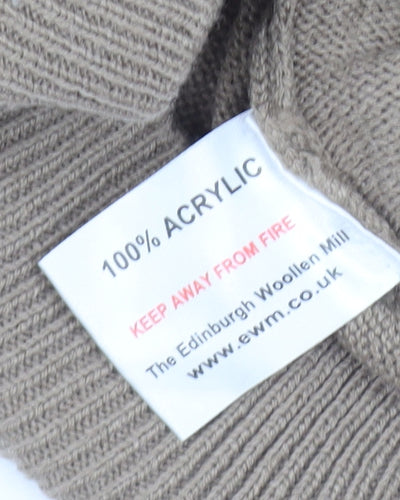 100% ACRYLIC
KEEP AWAY FROM FIRE
The Edinburgh Woollen Mill
www.ewm.co.uk